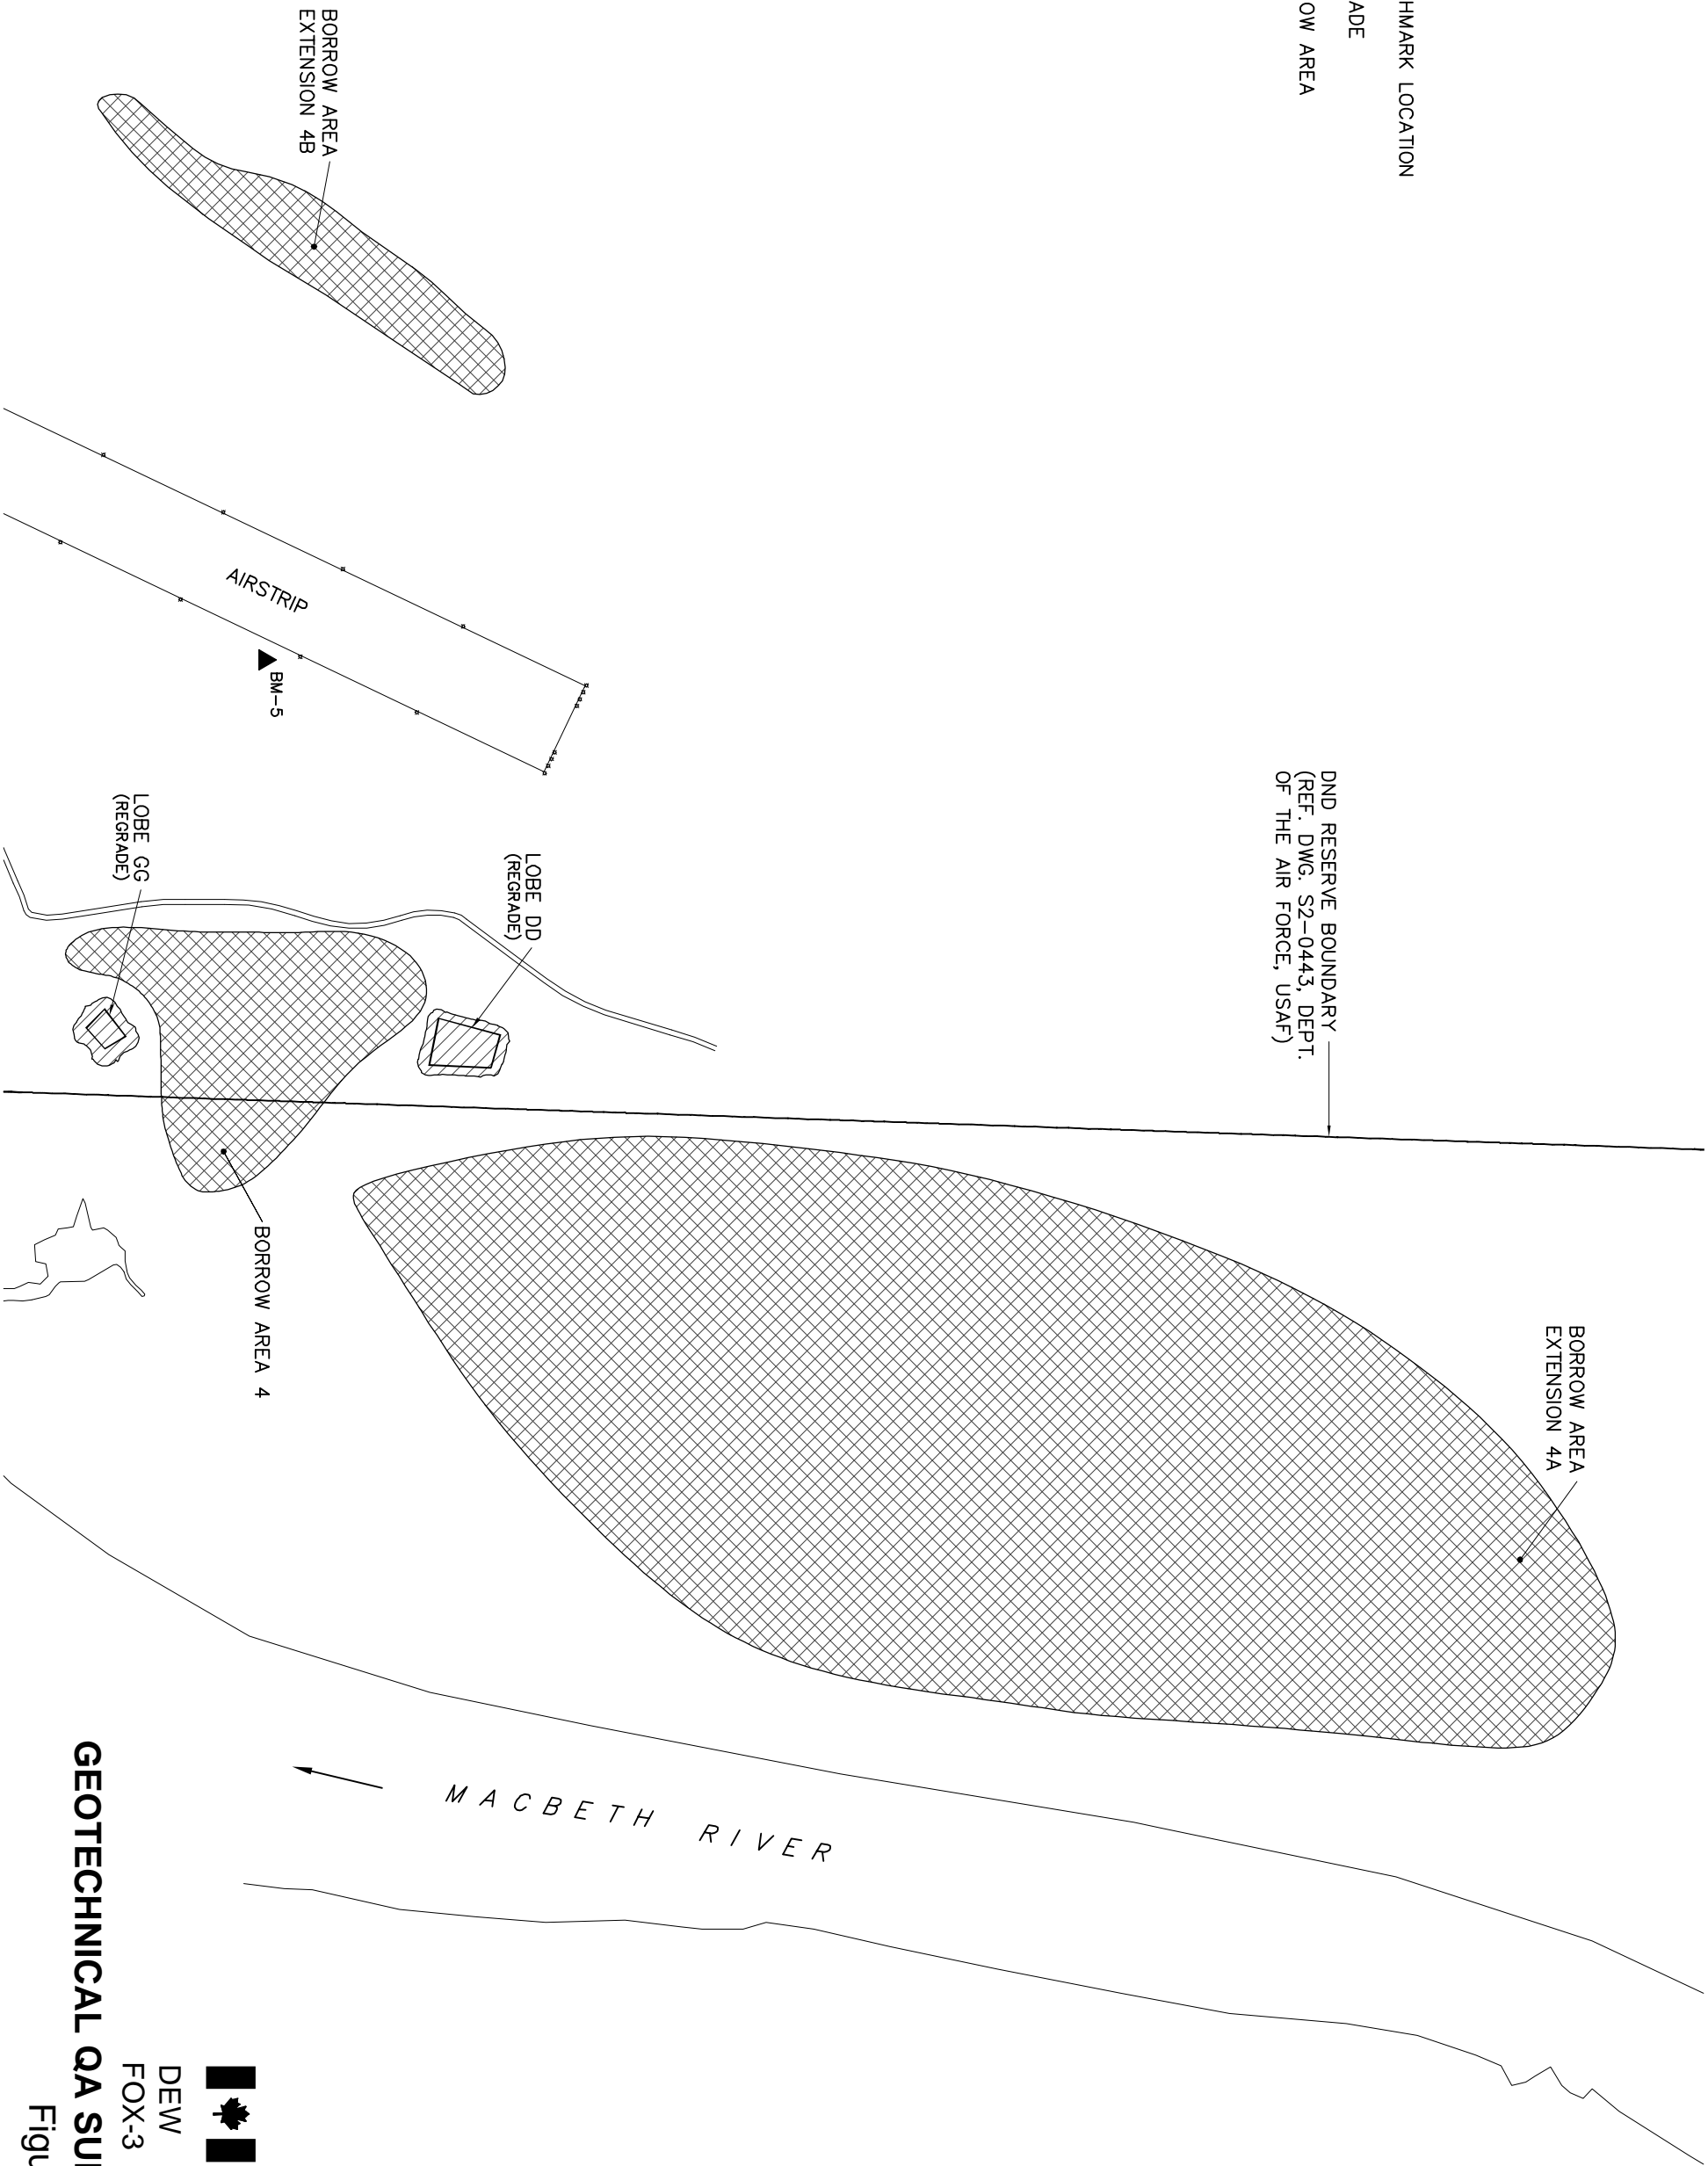 HMARK LOCATION
ADE
OW AREA
BORROW AREA
EXTENSION 4B
AIRSTRIP
BM-5
DND RESERVE BOUNDARY
(REF. DWG. S2-0443, DEPT.
OF THE AIR FORCE, USAF)
LOBE DD
(REGRADE)
LOBE GG
(REGRADE)
BORROW AREA
EXTENSION 4A
BORROW AREA 4
MACBETH RIVER
DEW
FOX-3
GEOTECHNICAL QA SU
Figu